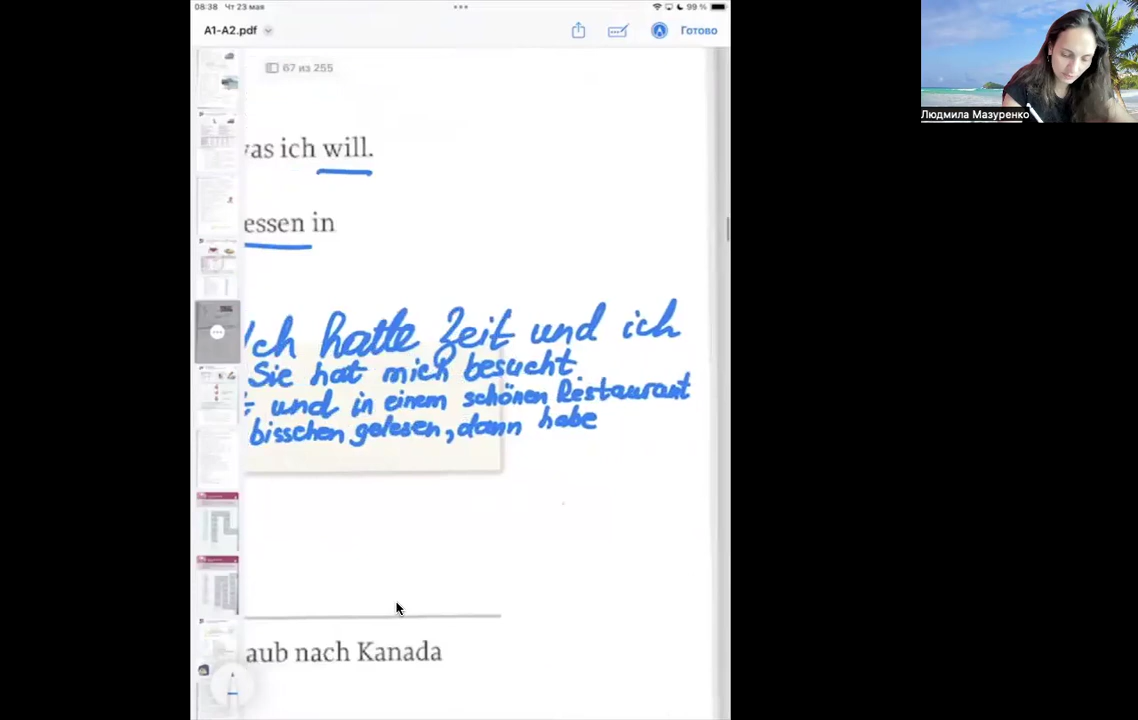 08:38 Чт 23 мая
99 %
A1-A2.pdf
Готово
67 из 255
was ich will.
essen in
Ich hatte Zeit und ich
Sie hat mich besucht
und in einem schönen Restaurant
bisschen gelesen, dann habe
aub nach Kanada
Людмила Мазуренко